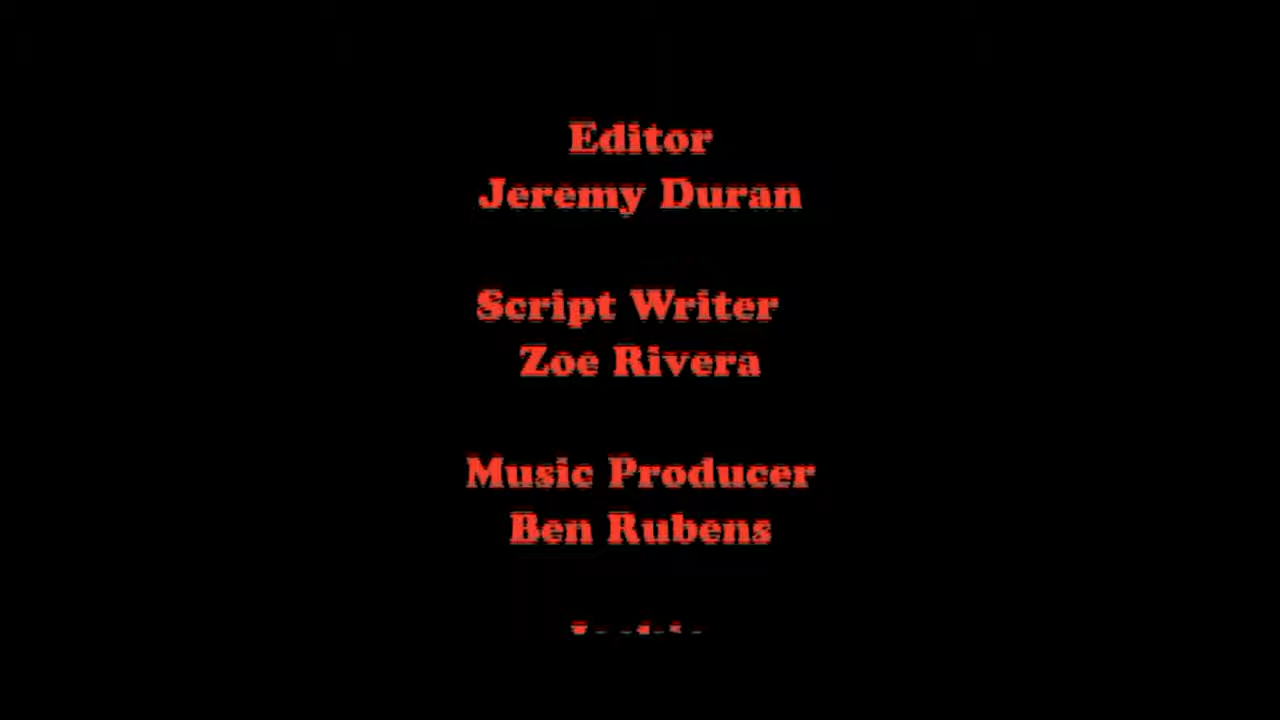 Editor
Jeremy Duran
Script Writer
Zoe Rivera
Music Producer
Ben Rubens